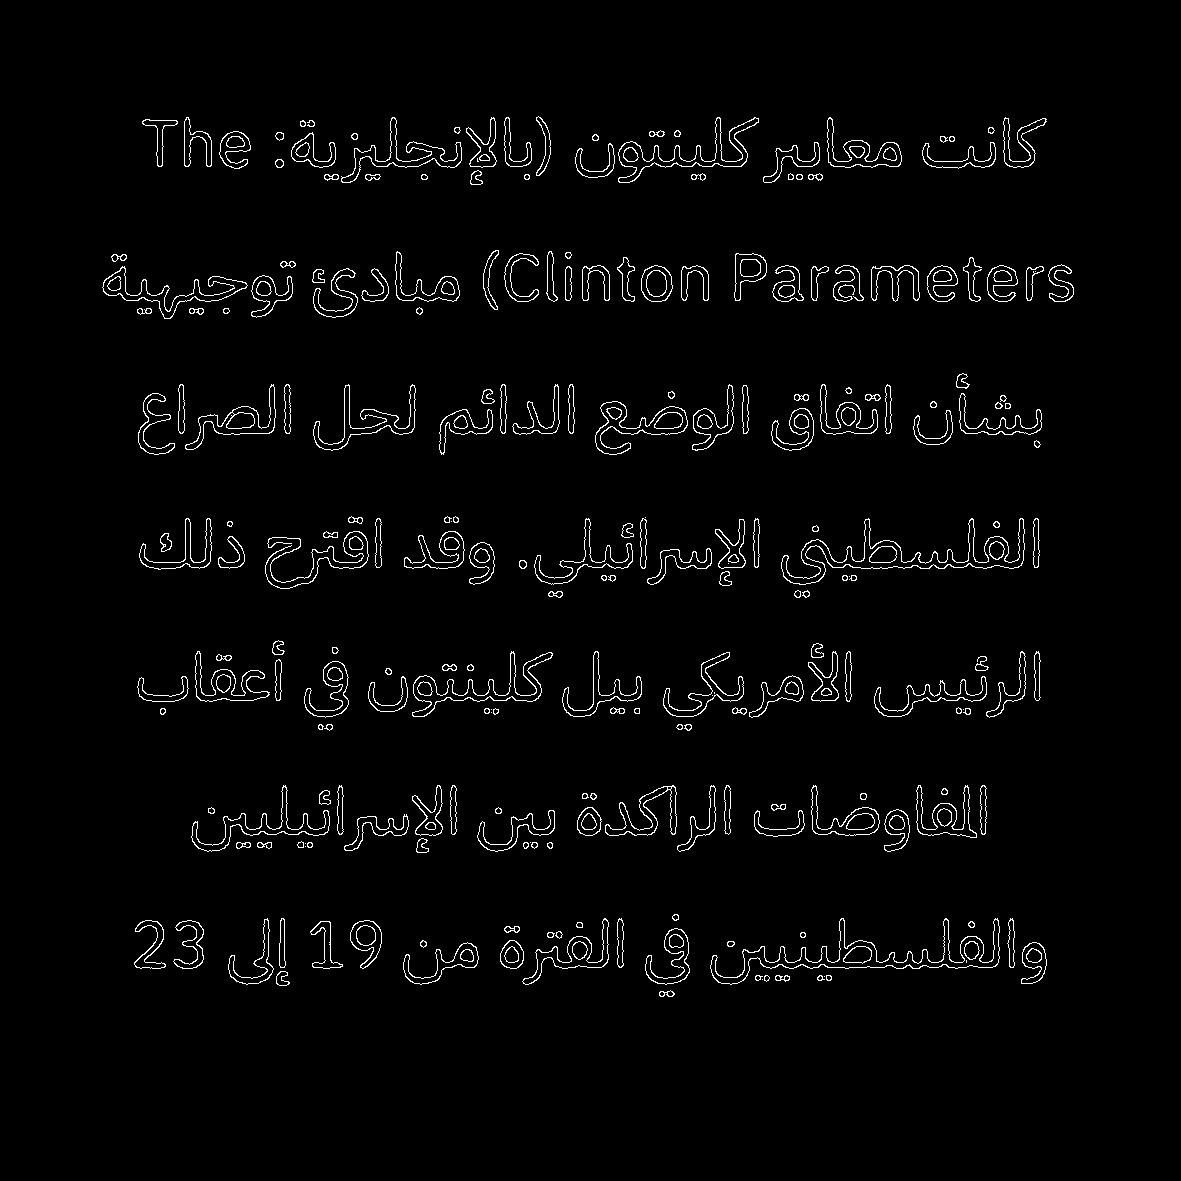 كانت معايير كلينتون (بالإنجليزية: The
Clinton Parameters) مبادئ توجيهية
بشأن اتفاق الوضع الدائم لحل الصراع
الفلسطيني الإسرائيلي. وقد اقترح ذلك
الرئيس الأمريكي بيل كلينتون في أعقاب
المفاوضات الراكدة بين الإسرائيليين
والفلسطينيين في الفترة من 19 إلى 23